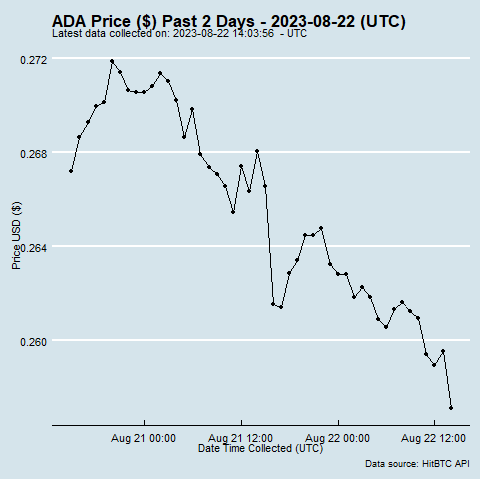 ADA Price ($) Past 2 Days - 2023-08-22 (UTC)
Latest data collected on: 2023-08-22 14:03:56 - UTC
0.272
0.268
0.264
0.260
Price USD ($)
Aug 21 00:00 Aug 21 12:00 Aug 22 00:00 Aug 22 12:00
Date Time Collected (UTC)
Data source: HitBTC API